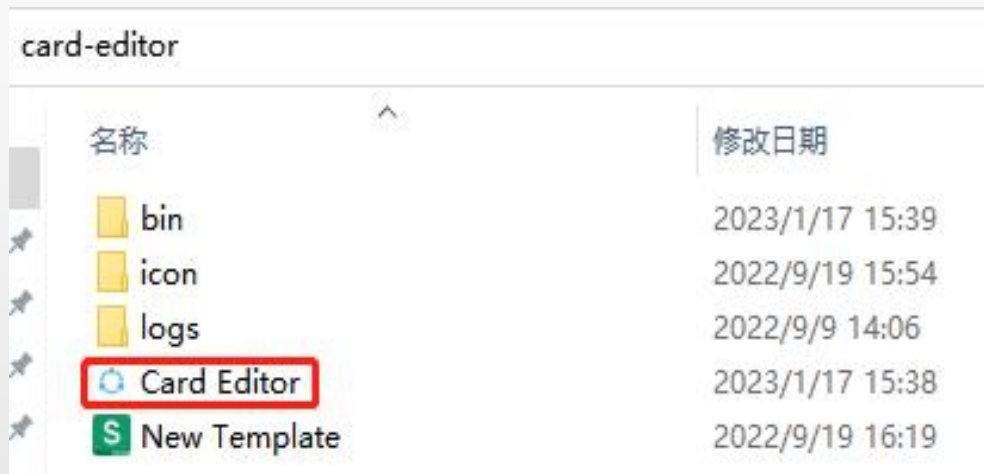 card-editor
名称 修改日期
bin 2023/1/17 15:39
icon 2022/9/19 15:54
logs 2022/9/9 14:06
Card Editor 2023/1/17 15:38
S New Template 2022/9/19 16:19